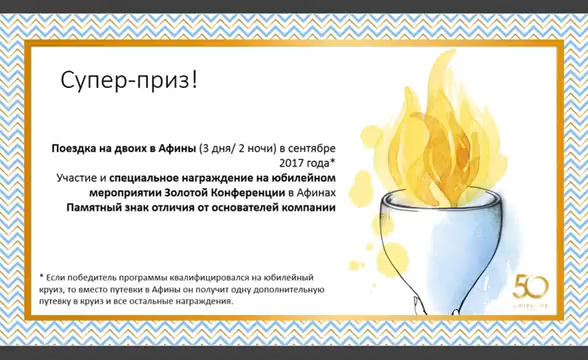 Супер-приз!
Поездка на двоих в Афины (3 дня/ 2 ночи) в сентябре
2017 года*
Участие и специальное награждение на юбилейном
мероприятии Золотой Конференции в Афинах
Памятный знак отличия от основателей компании
* Если победитель программы квалифицировался на юбилейный
круиз, то вместо путевки в Афины он получит одну дополнительную
путевку в круиз и все остальные награждения.
50